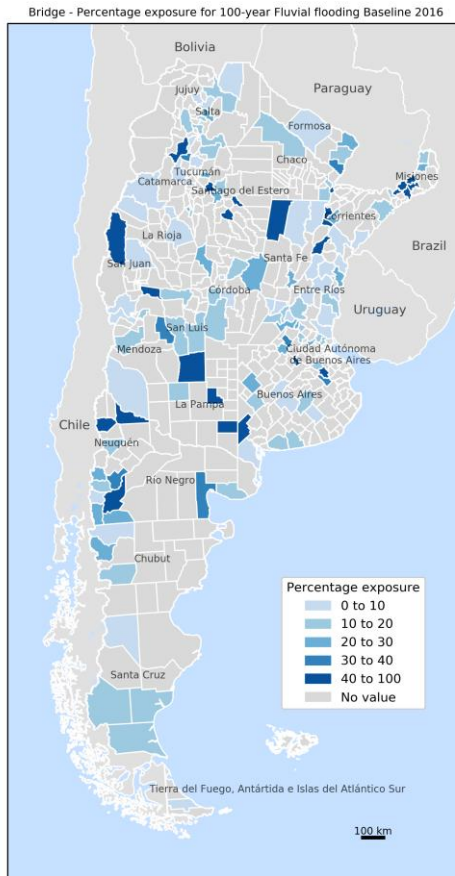 Bridge - Percentage exposure for 100-year Fluvial flooding Baseline 2016
Bolivia
Paraguay
Jujuy
Salta
Formosa
Chaco
Tucumán
Misiones
Catamarca
Santiago del Estero
Corrientes
Brazil
La Rioja
Santa Fe
San Juan
Córdoba
Entre Ríos
Uruguay
San Luis
Ciudad Autónoma
de Buenos Aires
Mendoza
Buenos Aires
La Pampa
Chile
Neuquén
Río Negro
Chubut
Percentage exposure
0 to 10
10 to 20
20 to 30
30 to 40
40 to 100
No value
Santa Cruz
Tierra del Fuego, Antártida e Islas del Atlántico Sur
100 km